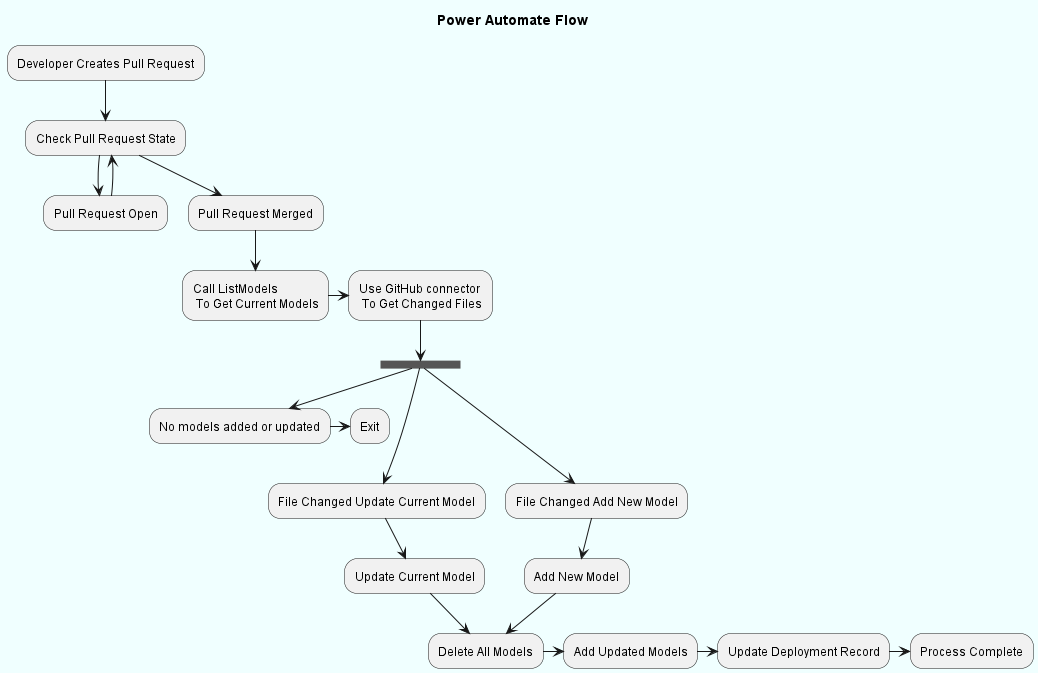 Power Automate Flow
Developer Creates Pull Request
Check Pull Request State
Pull Request Open
Pull Request Merged
Call ListModels
To Get Current Models
Use GitHub connector
To Get Changed Files
No models added or updated
Exit
File Changed Update Current Model
File Changed Add New Model
Update Current Model
Add New Model
Delete All Models
Add Updated Models
Update Deployment Record
Process Complete